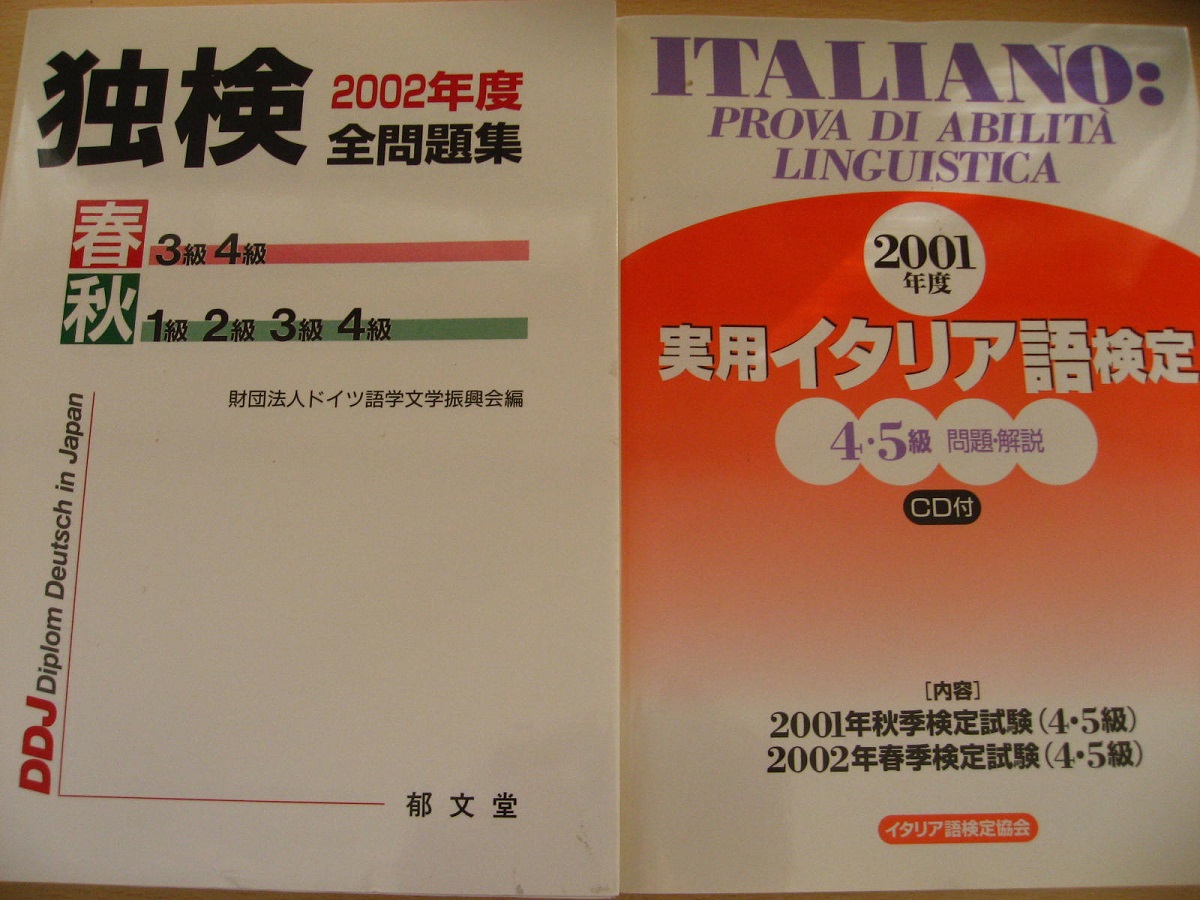 独検
2002年度
全問題集
春
3級 4級
秋
1級 2級 3級 4級
財団法人ドイツ語学文学振興会編
DDJ Diplom Deutsch in Japan
郁文堂
ITALIANO:
PROVA DI ABILITÀ
LINGUISTICA
2001
年度
実用イタリア語検定
4・5級 問題・解説
CD付
[内容]
2001年秋季検定試験(4・5級)
2002年春季検定試験(4・5級)
イタリア語検定協会